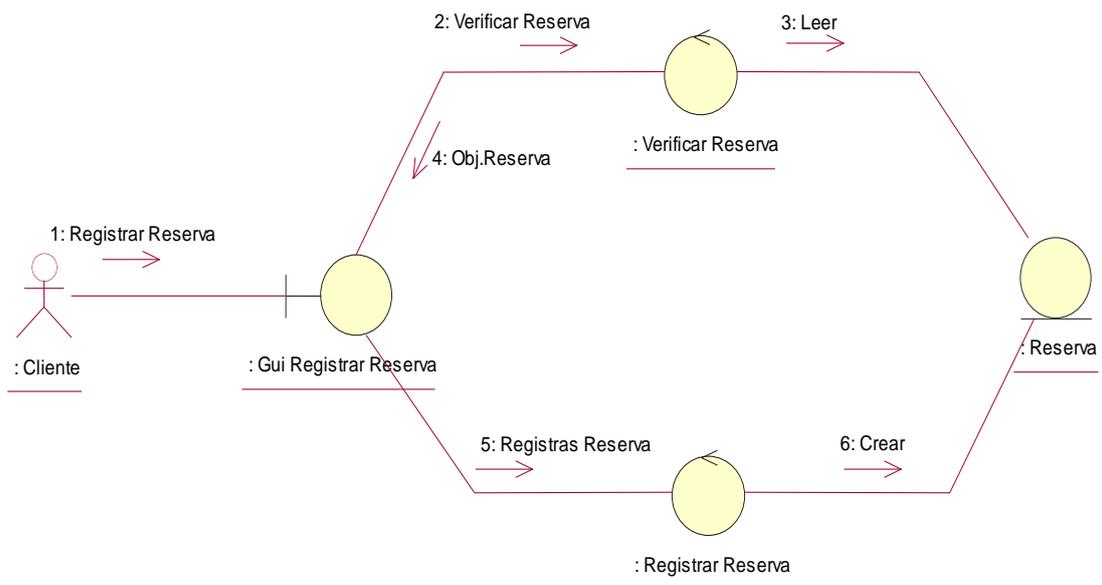 2: Verificar Reserva
3: Leer
: Verificar Reserva
4: Obj.Reserva
1: Registrar Reserva
: Cliente
: Gui Registrar Reserva
: Reserva
5: Registras Reserva
6: Crear
: Registrar Reserva